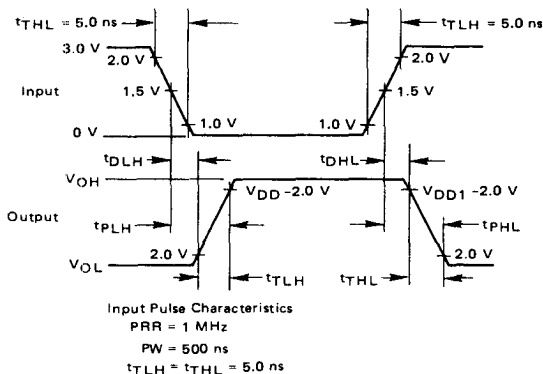 tTHL = 5.0 ns
tTLH = 5.0 ns
3.0 V
2.0 V
2.0 V
Input
1.5 V
1.5 V
1.0 V
1.0 V
0 V
tDLH
tDHL
VOH
VDD -2.0 V
VDD1 -2.0 V
Output
tPLH
tPHL
2.0 V
2.0 V
VOL
tTLH
tTHL
Input Pulse Characteristics
PRR = 1 MHz
PW = 500 ns
tTLH = tTHL = 5.0 ns